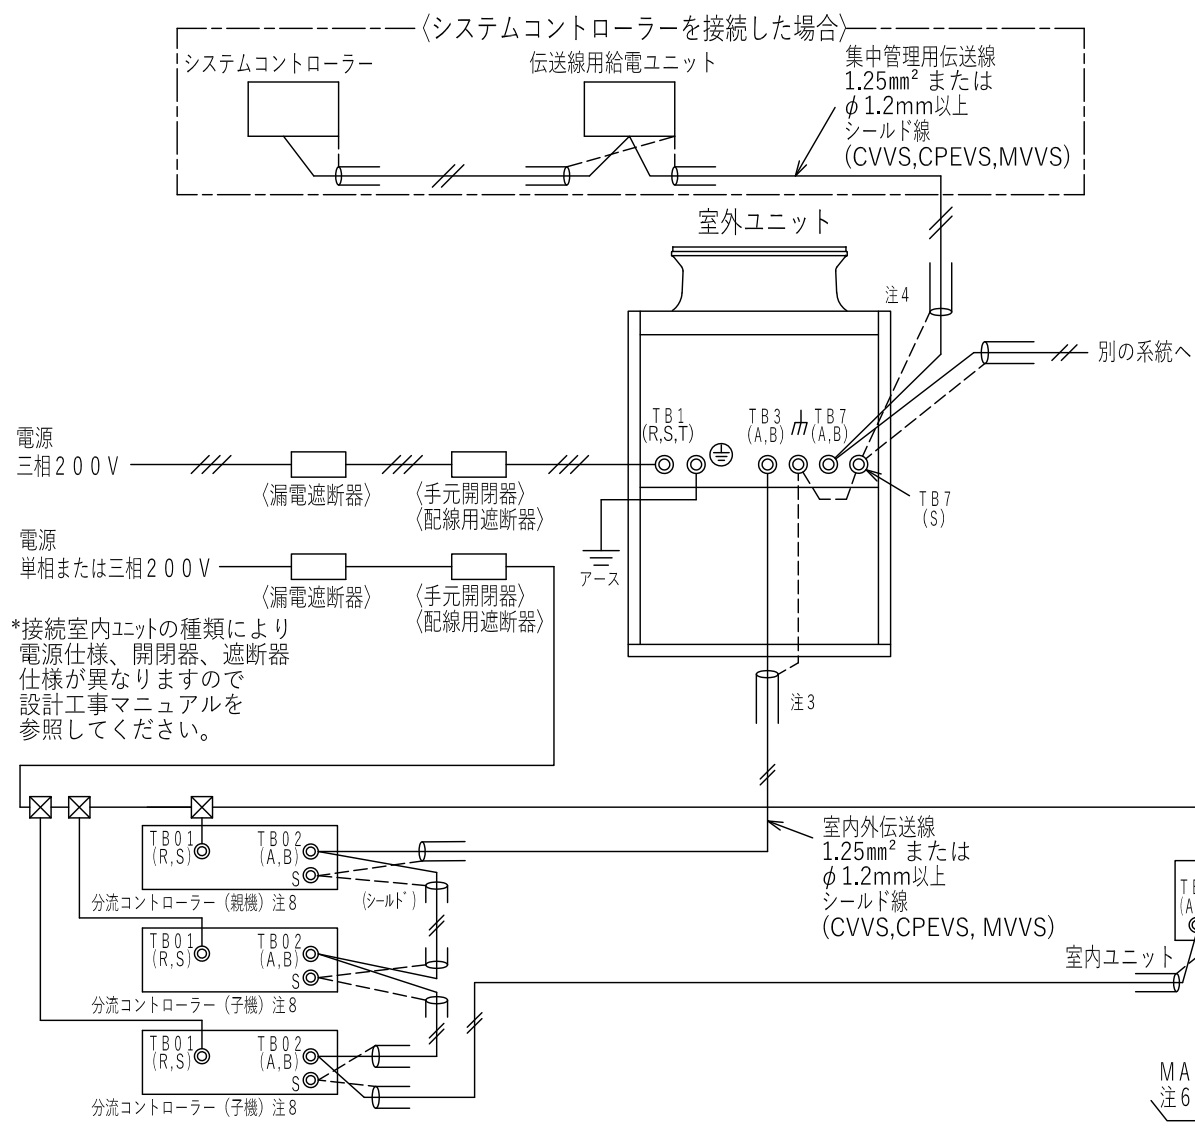 〈システムコントローラーを接続した場合〉
システムコントローラー
伝送線用給電ユニット
集中管理用伝送線
1.25mm² または
φ1.2mm以上
シールド線
(CVVS,CPEVS,MVVS)
室外ユニット
注4
別の系統へ
TB1
(R,S,T)
TB3
(A,B)
TB7
(A,B)
TB7
(S)
電源
三相200V
〈漏電遮断器〉
〈手元開閉器〉
〈配線用遮断器〉
アース
電源
単相または三相200V
〈漏電遮断器〉
〈手元開閉器〉
〈配線用遮断器〉
*接続室内ユニットの種類により
電源仕様、開閉器、遮断器
仕様が異なりますので
設計工事マニュアルを
参照してください。
注3
室内外伝送線
1.25mm² または
φ1.2mm以上
シールド線
(CVVS,CPEVS, MVVS)
TB01
(R,S)
TB02
(A,B)
S
分流コントローラー (親機) 注8
(シールド)
TB01
(R,S)
TB02
(A,B)
S
分流コントローラー (子機) 注8
TB01
(R,S)
TB02
(A,B)
S
分流コントローラー (子機) 注8
室内ユニット
MA
注6